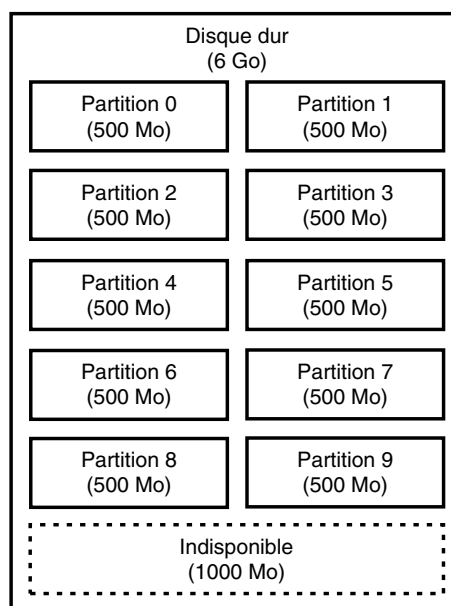 Disque dur
(6 Go)
Partition 0
(500 Mo)
Partition 1
(500 Mo)
Partition 2
(500 Mo)
Partition 3
(500 Mo)
Partition 4
(500 Mo)
Partition 5
(500 Mo)
Partition 6
(500 Mo)
Partition 7
(500 Mo)
Partition 8
(500 Mo)
Partition 9
(500 Mo)
Indisponible
(1000 Mo)